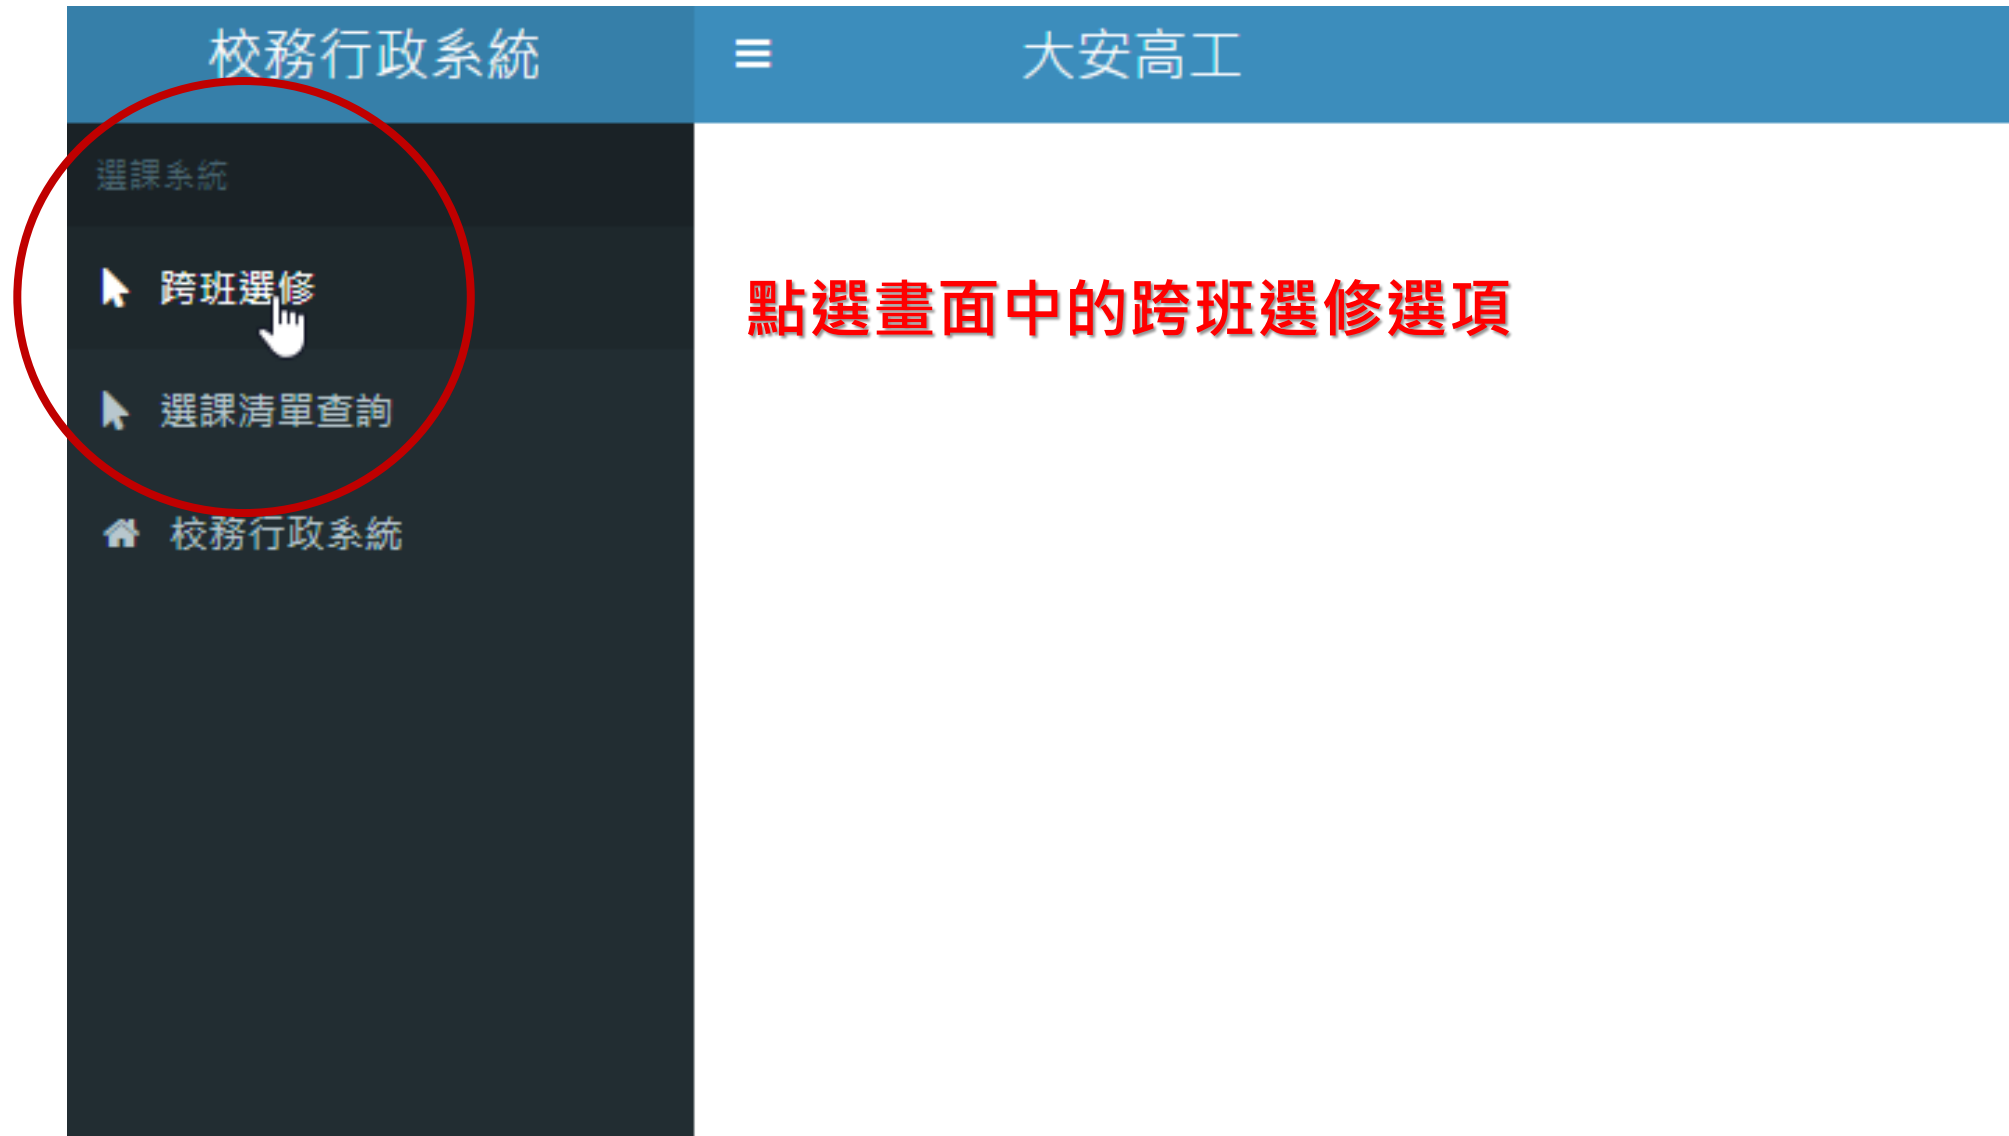 校務行政系統
大安高工
選課系統
跨班選修
點選畫面中的跨班選修選項
選課清單查詢
校務行政系統